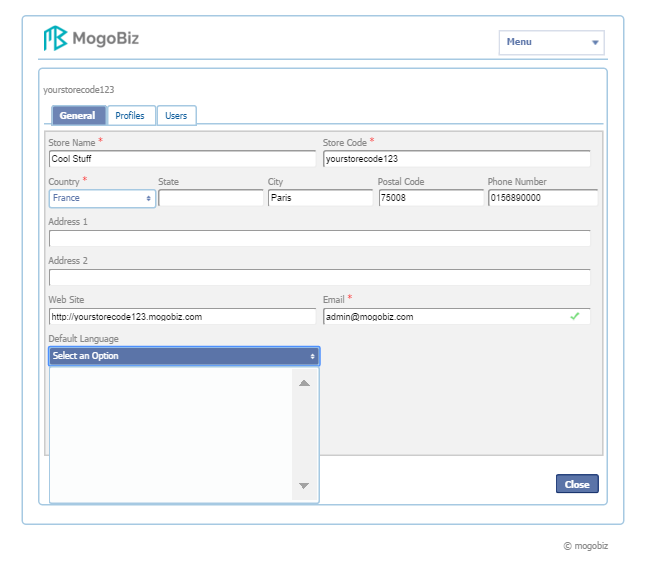 MogoBiz
Menu
yourstorecode123
General Profiles Users
Store Name * Store Code *
Cool Stuff yourstorecode123
Country * State City Postal Code Phone Number
France Paris 75008 0156890000
Address 1
Address 2
Web Site Email *
http://yourstorecode123.mogobiz.com admin@mogobiz.com
Default Language
Select an Option
Close
© mogobiz